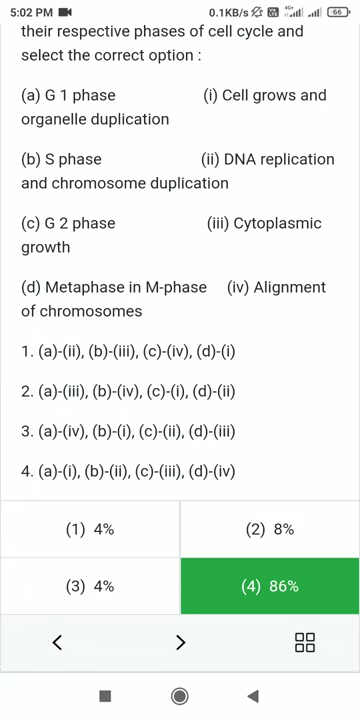 5:02 PM 0.1KB/s 4G+ 66
their respective phases of cell cycle and
select the correct option :
(a) G 1 phase (i) Cell grows and
organelle duplication
(b) S phase (ii) DNA replication
and chromosome duplication
(c) G 2 phase (iii) Cytoplasmic
growth
(d) Metaphase in M-phase (iv) Alignment
of chromosomes
1. (a)-(ii), (b)-(iii), (c)-(iv), (d)-(i)
2. (a)-(iii), (b)-(iv), (c)-(i), (d)-(ii)
3. (a)-(iv), (b)-(i), (c)-(ii), (d)-(iii)
4. (a)-(i), (b)-(ii), (c)-(iii), (d)-(iv)
(1) 4% (2) 8%
(3) 4% (4) 86%